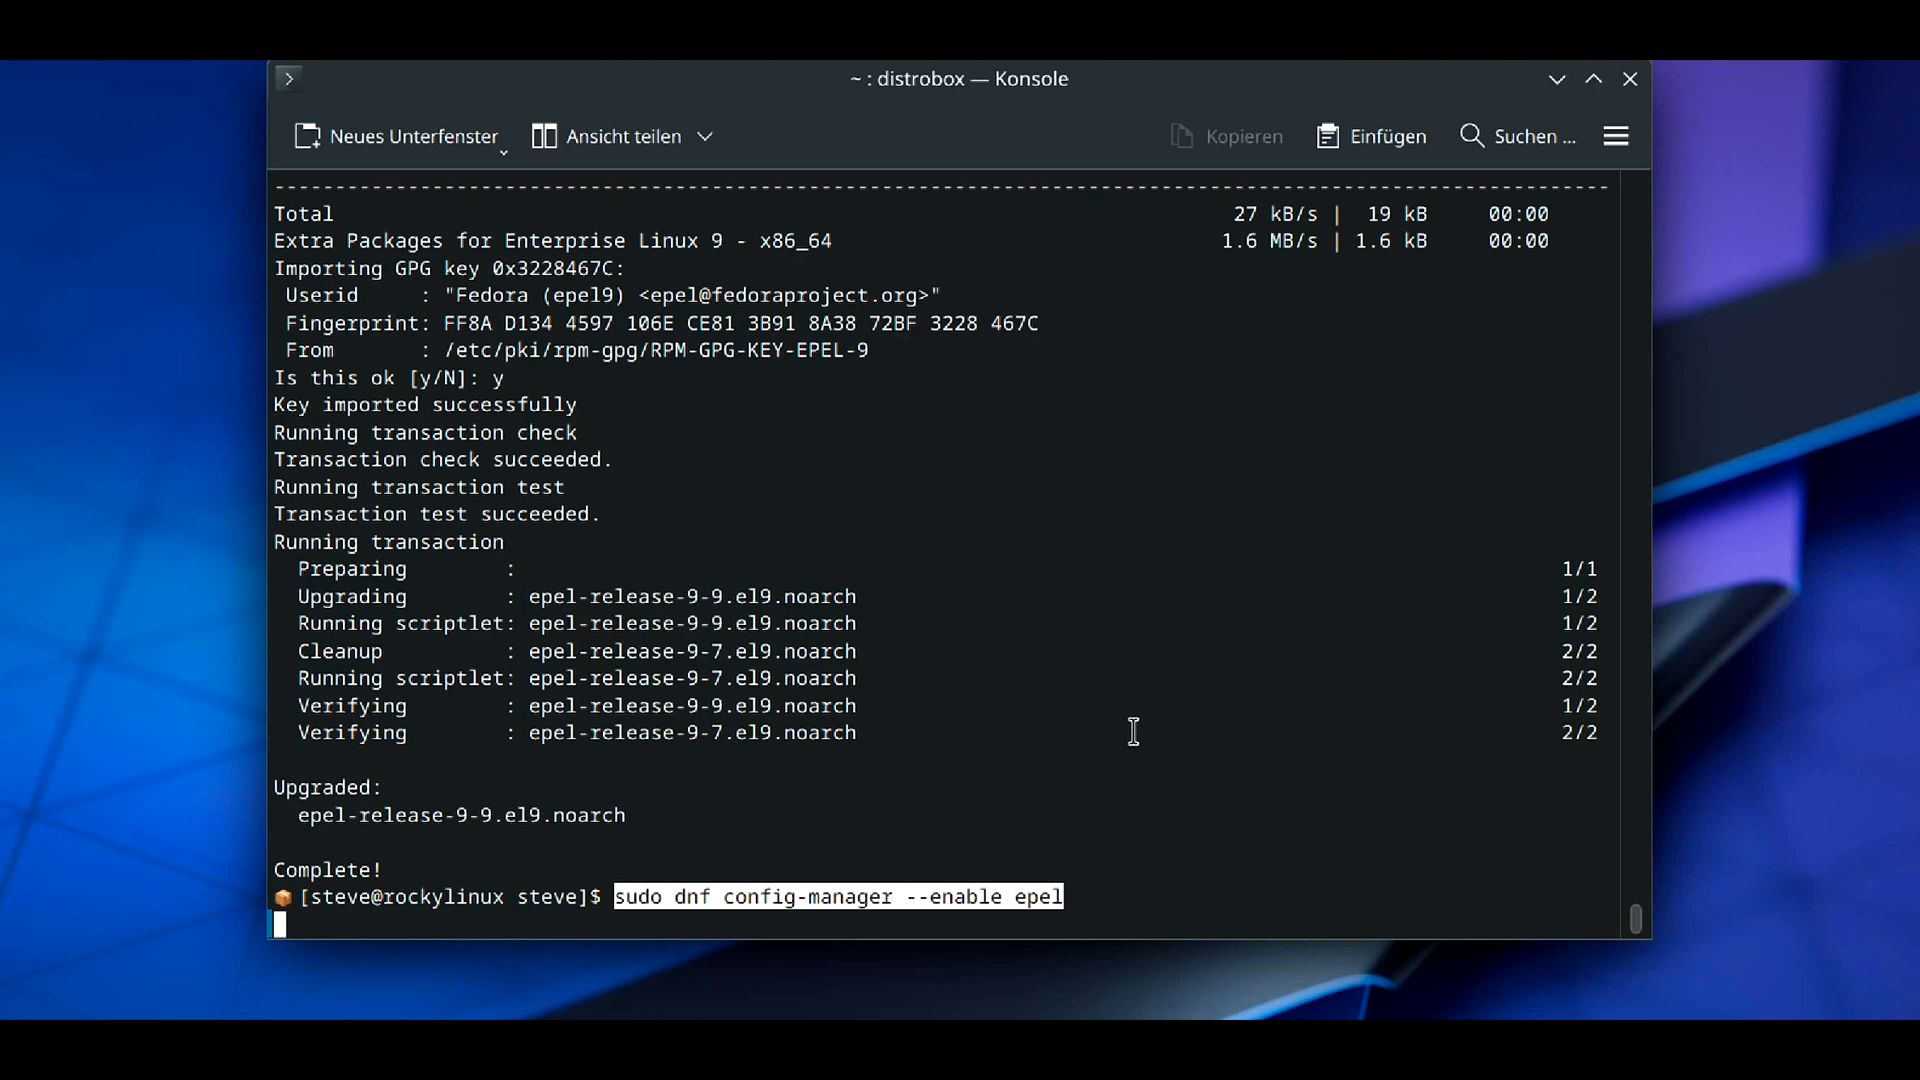 ~ : distrobox — Konsole
Neues Unterfenster Ansicht teilen Kopieren Einfügen Suchen ...
--------------------------------------------------------------------------------------------------------------
Total 27 kB/s | 19 kB 00:00
Extra Packages for Enterprise Linux 9 - x86_64 1.6 MB/s | 1.6 kB 00:00
Importing GPG key 0x3228467C:
Userid : "Fedora (epel9) <epel@fedoraproject.org>"
Fingerprint: FF8A D134 4597 106E CE81 3B91 8A38 72BF 3228 467C
From : /etc/pki/rpm-gpg/RPM-GPG-KEY-EPEL-9
Is this ok [y/N]: y
Key imported successfully
Running transaction check
Transaction check succeeded.
Running transaction test
Transaction test succeeded.
Running transaction
Preparing : 1/1
Upgrading : epel-release-9-9.el9.noarch 1/2
Running scriptlet: epel-release-9-9.el9.noarch 1/2
Cleanup : epel-release-9-7.el9.noarch 2/2
Running scriptlet: epel-release-9-7.el9.noarch 2/2
Verifying : epel-release-9-9.el9.noarch 1/2
Verifying : epel-release-9-7.el9.noarch 2/2
Upgraded:
epel-release-9-9.el9.noarch
Complete!
[steve@rockylinux steve]$ sudo dnf config-manager --enable epel